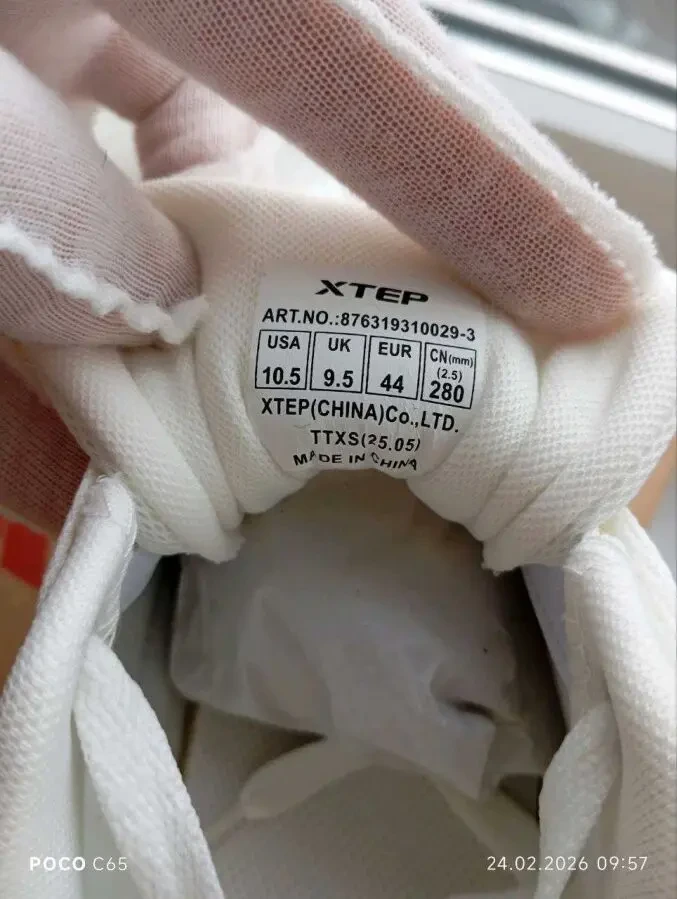 XTEP
ART.NO.:876319310029-3
USA UK EUR CN(mm)
(2.5)
10.5 9.5 44 280
XTEP(CHINA)Co.,LTD.
TTXS(25.05)
MADE IN CHINA
POCO C65 24.02.2026 09:57